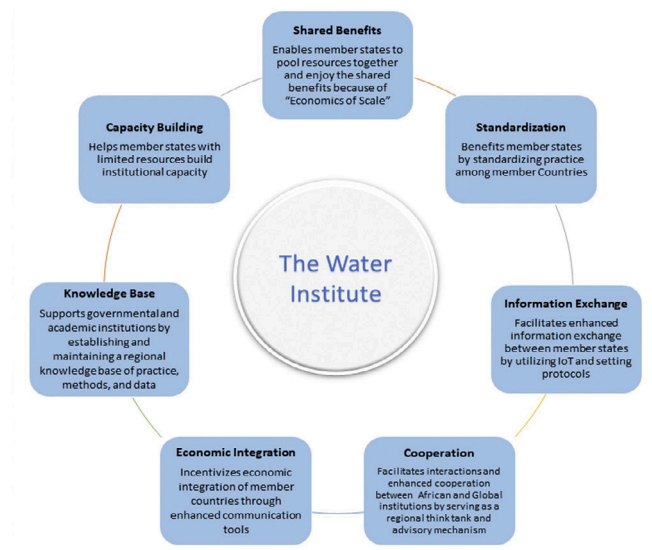 Shared Benefits
Enables member states to
pool resources together
and enjoy the shared
benefits because of
“Economics of Scale”
Standardization
Benefits member states
by standardizing practice
among member Countries
Information Exchange
Facilitates enhanced
information exchange
between member states
by utilizing IoT and setting
protocols
Cooperation
Facilitates interactions and
enhanced cooperation
between African and Global
institutions by serving as a
regional think tank and
advisory mechanism
Economic Integration
Incentivizes economic
integration of member
countries through
enhanced communication
tools
Knowledge Base
Supports governmental and
academic institutions by
establishing and
maintaining a regional
knowledge base of practice,
methods, and data
Capacity Building
Helps member states with
limited resources build
institutional capacity
The Water
Institute